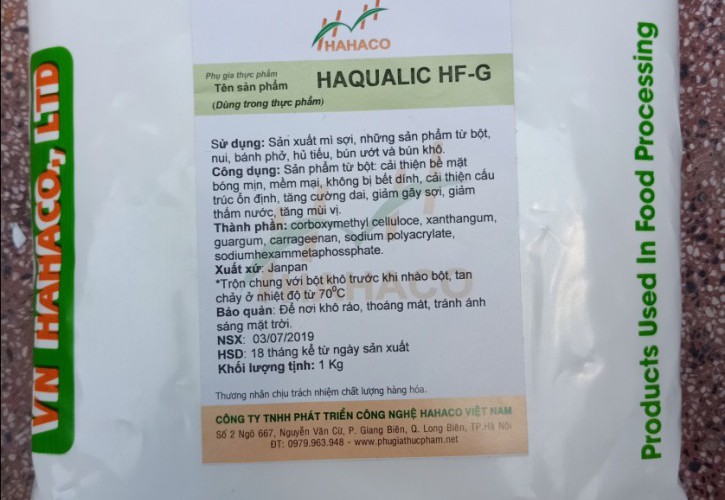 HAHACO
Phụ gia thực phẩm
Tên sản phẩm
HAQUALIC HF-G
(Dùng trong thực phẩm)
Sử dụng: Sản xuất mì sợi, những sản phẩm từ bột,
nui, bánh phở, hủ tiếu, bún ướt và bún khô.
Công dụng: Sản phẩm từ bột: cải thiện bề mặt
bóng mịn, mềm mại, không bị bết dính, cải thiện cấu
trúc ổn định, tăng cường dai, giảm gãy sợi, giảm
thấm nước, tăng mùi vị.
Thành phần: corboxymethyl celluloce, xanthangum,
guargum, carrageenan, sodium polyacrylate,
sodiumhexammetaphossphate.
Xuất xứ: Janpan
*Trộn chung với bột khô trước khi nhào bột, tan
chảy ở nhiệt độ từ 70⁰C
Bảo quản: Để nơi khô ráo, thoáng mát, tránh ánh
sáng mặt trời.
NSX: 03/07/2019
HSD: 18 tháng kể từ ngày sản xuất
Khối lượng tịnh: 1 Kg
HAHACO
Thương nhân chịu trách nhiệm chất lượng hàng hóa.
CÔNG TY TNHH PHÁT TRIỂN CÔNG NGHỆ HAHACO VIỆT NAM
Số 2 Ngõ 667, Nguyễn Văn Cừ, P. Giang Biên, Q. Long Biên, TP.Hà Nội
ĐT: 0979.963.948 - www.phugiathucpham.net
VN HAHACO., LTD
Products Used In Food Processing